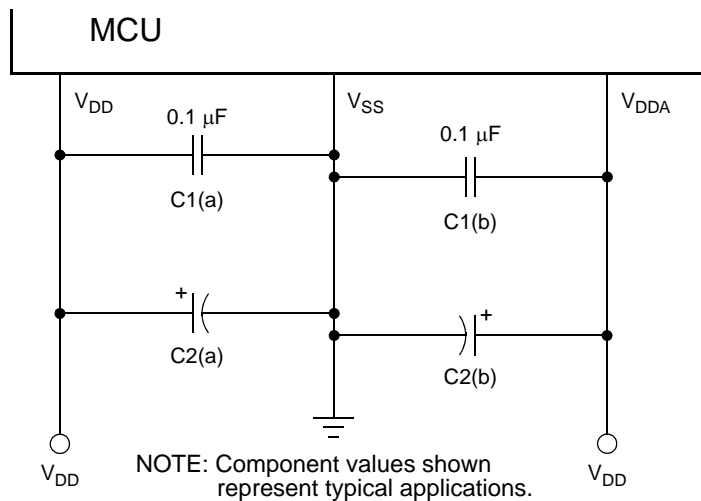 MCU
VDD
VSS
VDDA
0.1 μF
0.1 μF
C1(a)
C1(b)
+
+
C2(a)
C2(b)
VDD
VDD
NOTE: Component values shown
represent typical applications.